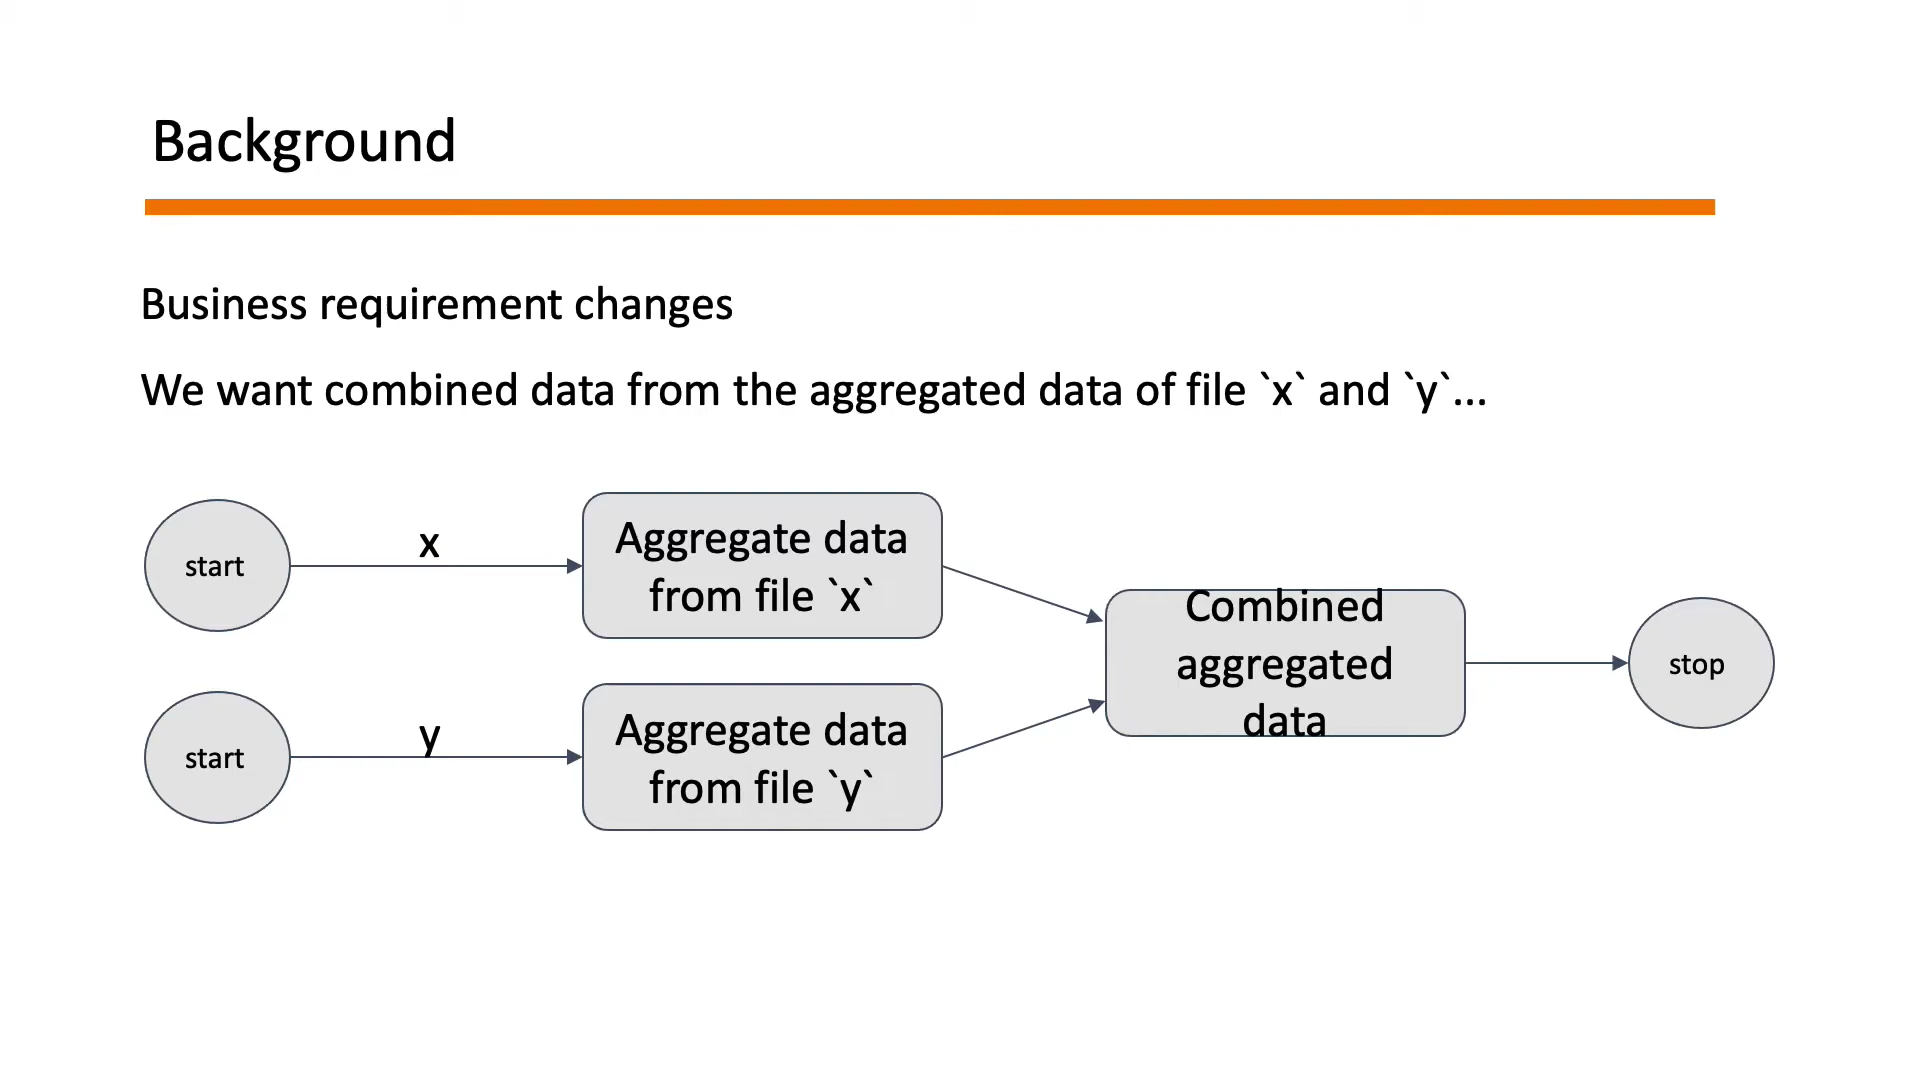 Background
Business requirement changes
We want combined data from the aggregated data of file `x` and `y`...
start
x
Aggregate data
from file `x`
start
y
Aggregate data
from file `y`
Combined
aggregated
data
stop